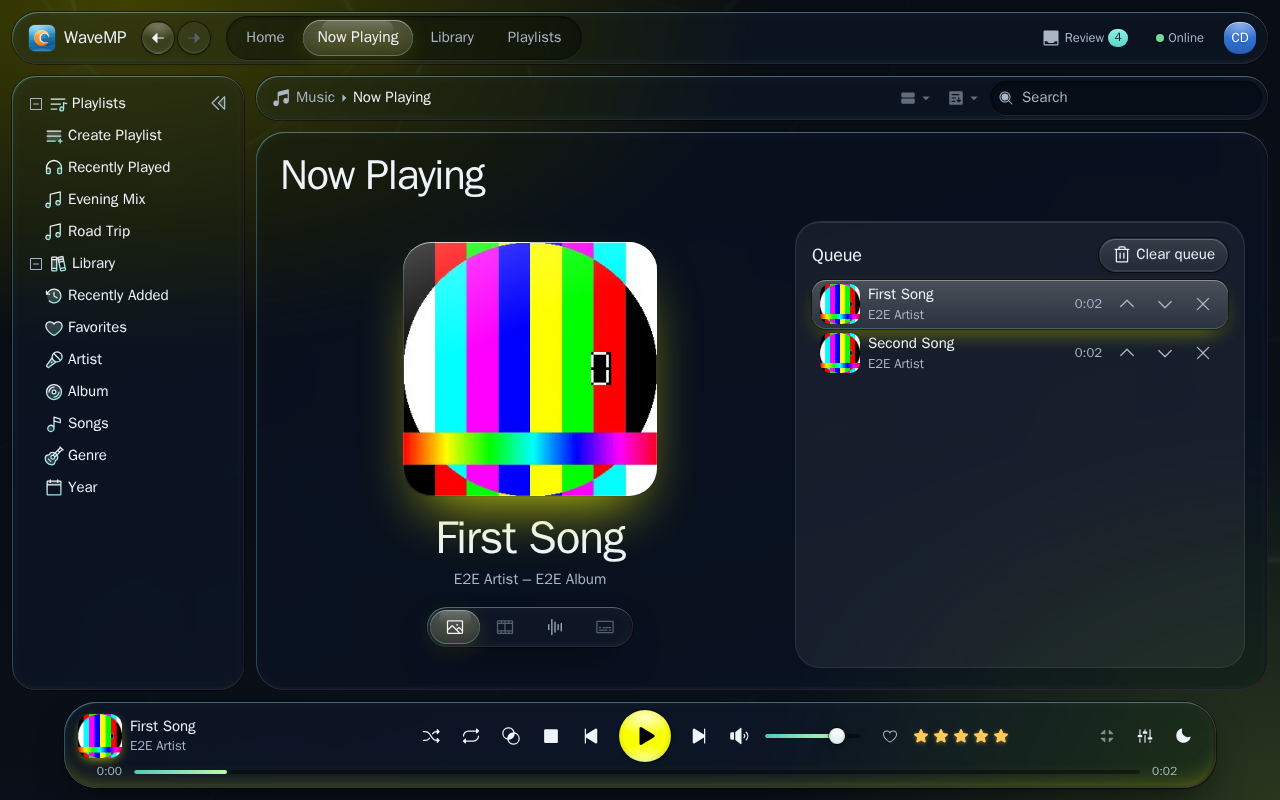 WaveMP
Home
Now Playing
Library
Playlists
Review 4
Online
CD
Playlists
Create Playlist
Recently Played
Evening Mix
Road Trip
Library
Recently Added
Favorites
Artist
Album
Songs
Genre
Year
Music
Now Playing
Search
Now Playing
First Song
E2E Artist – E2E Album
Queue
Clear queue
First Song
E2E Artist
0:02
Second Song
E2E Artist
0:02
First Song
E2E Artist
0:00
0:02